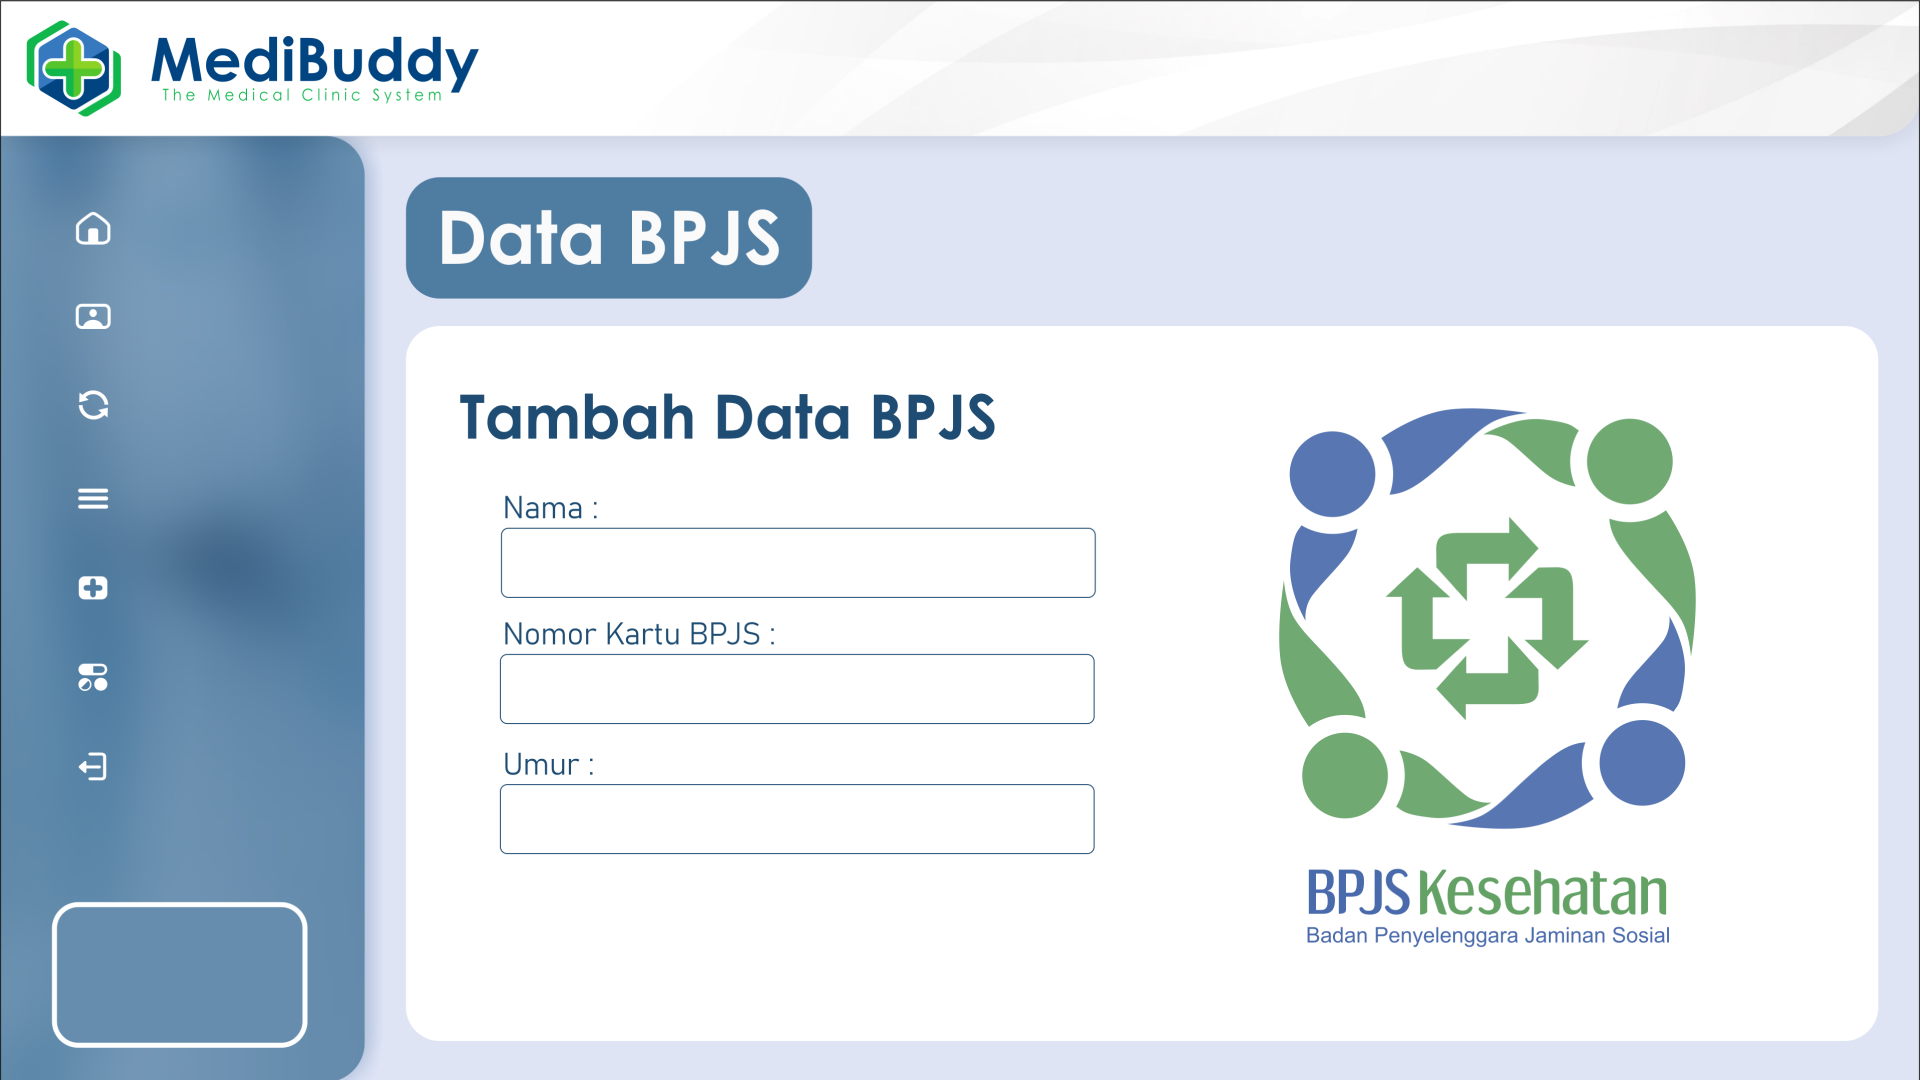 MediBuddy
The Medical Clinic System
Data BPJS
Tambah Data BPJS
Nama :
Nomor Kartu BPJS :
Umur :
BPJS Kesehatan
Badan Penyelenggara Jaminan Sosial